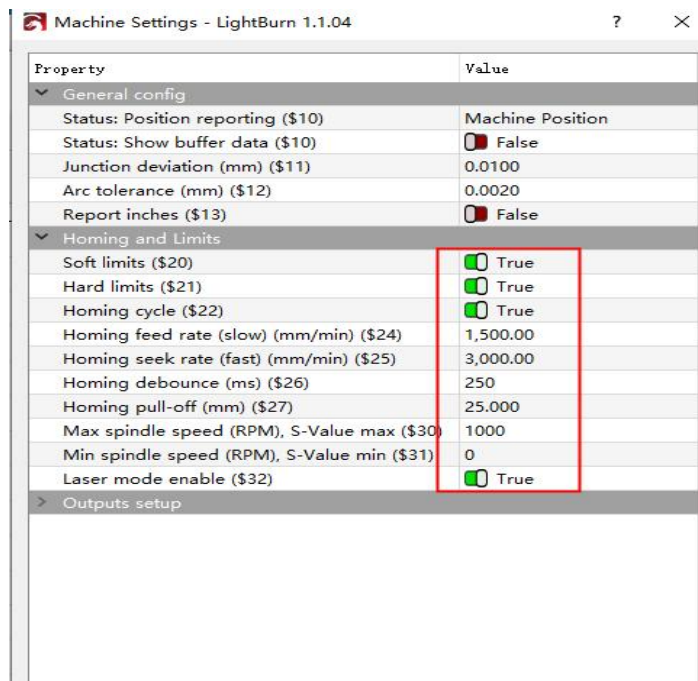 Machine Settings - LightBurn 1.1.04 ? ×
Property Value
General config
Status: Position reporting ($10) Machine Position
Status: Show buffer data ($10) False
Junction deviation (mm) ($11) 0.0100
Arc tolerance (mm) ($12) 0.0020
Report inches ($13) False
Homing and Limits
Soft limits ($20) True
Hard limits ($21) True
Homing cycle ($22) True
Homing feed rate (slow) (mm/min) ($24) 1,500.00
Homing seek rate (fast) (mm/min) ($25) 3,000.00
Homing debounce (ms) ($26) 250
Homing pull-off (mm) ($27) 25.000
Max spindle speed (RPM), S-Value max ($30) 1000
Min spindle speed (RPM), S-Value min ($31) 0
Laser mode enable ($32) True
Outputs setup